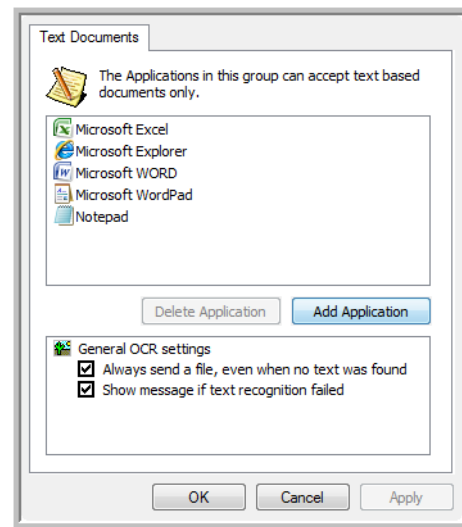 Text Documents
The Applications in this group can accept text based
documents only.
Microsoft Excel
Microsoft Explorer
Microsoft WORD
Microsoft WordPad
Notepad
Delete Application
Add Application
General OCR settings
Always send a file, even when no text was found
Show message if text recognition failed
OK
Cancel
Apply